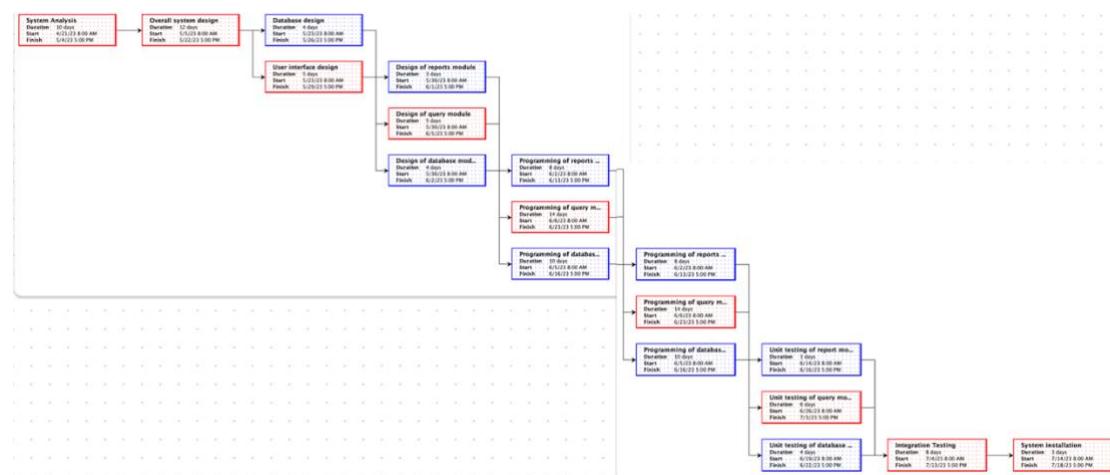 System Analysis
Duration 10 days
Start 4/21/23 8:00 AM
Finish 5/4/23 5:00 PM
Overall system design
Duration 12 days
Start 5/5/23 8:00 AM
Finish 5/22/23 5:00 PM
Database design
Duration 4 days
Start 5/23/23 8:00 AM
Finish 5/26/23 5:00 PM
User interface design
Duration 5 days
Start 5/23/23 8:00 AM
Finish 5/29/23 5:00 PM
Design of reports module
Duration 3 days
Start 5/30/23 8:00 AM
Finish 6/1/23 5:00 PM
Design of query module
Duration 5 days
Start 5/30/23 8:00 AM
Finish 6/5/23 5:00 PM
Design of database mod...
Duration 4 days
Start 5/30/23 8:00 AM
Finish 6/2/23 5:00 PM
Programming of reports ...
Duration 8 days
Start 6/2/23 8:00 AM
Finish 6/13/23 5:00 PM
Programming of query m...
Duration 14 days
Start 6/6/23 8:00 AM
Finish 6/23/23 5:00 PM
Programming of databas...
Duration 10 days
Start 6/5/23 8:00 AM
Finish 6/16/23 5:00 PM
Programming of reports ...
Duration 8 days
Start 6/2/23 8:00 AM
Finish 6/13/23 5:00 PM
Programming of query m...
Duration 14 days
Start 6/6/23 8:00 AM
Finish 6/23/23 5:00 PM
Programming of databas...
Duration 10 days
Start 6/5/23 8:00 AM
Finish 6/16/23 5:00 PM
Unit testing of report mo...
Duration 3 days
Start 6/14/23 8:00 AM
Finish 6/16/23 5:00 PM
Unit testing of query mo...
Duration 6 days
Start 6/26/23 8:00 AM
Finish 7/3/23 5:00 PM
Unit testing of database ...
Duration 4 days
Start 6/19/23 8:00 AM
Finish 6/22/23 5:00 PM
Integration Testing
Duration 8 days
Start 7/4/23 8:00 AM
Finish 7/13/23 5:00 PM
System installation
Duration 3 days
Start 7/14/23 8:00 AM
Finish 7/18/23 5:00 PM